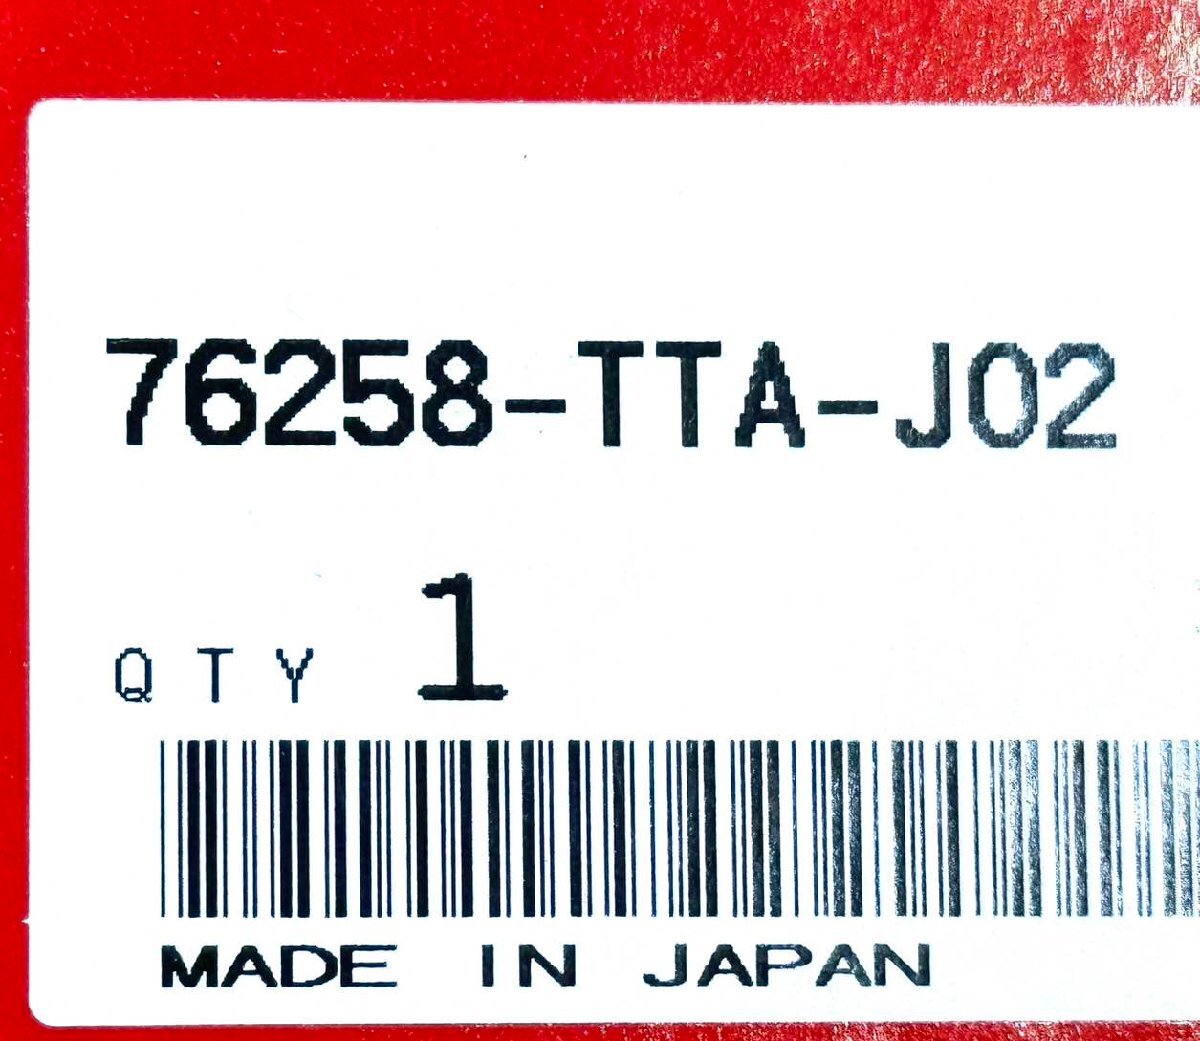 76258-TTA-J02
QTY 1
MADE IN JAPAN